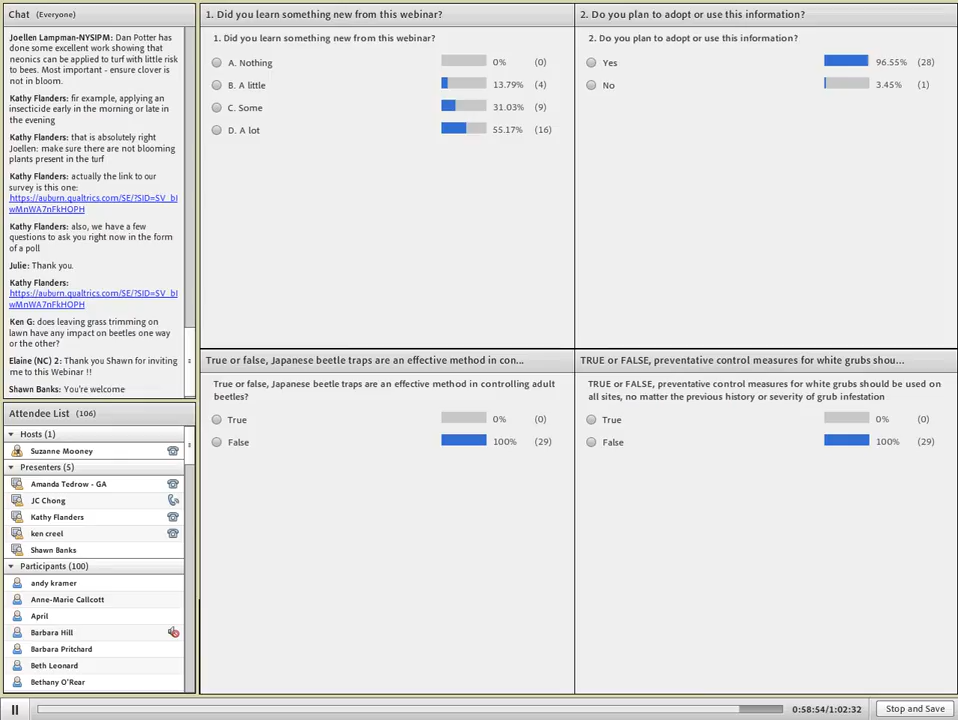 Chat (Everyone)
Joellen Lampman-NYSIPM: Dan Potter has
done some excellent work showing that
neonics can be applied to turf with little risk
to bees. Most important - ensure clover is
not in bloom.
Kathy Flanders: fir example, applying an
insecticide early in the morning or late in
the evening
Kathy Flanders: that is absolutely right
Joellen: make sure there are not blooming
plants present in the turf
Kathy Flanders: actually the link to our
survey is this one:
https://auburn.qualtrics.com/SE/?SID=SV_bI
wMnWA7nFkHOPH
Kathy Flanders: also, we have a few
questions to ask you right now in the form
of a poll
Julie: Thank you.
Kathy Flanders:
https://auburn.qualtrics.com/SE/?SID=SV_bI
wMnWA7nFkHOPH
Ken G: does leaving grass trimming on
lawn have any impact on beetles one way
or the other?
Elaine (NC) 2: Thank you Shawn for inviting
me to this Webinar !!
Shawn Banks: You're welcome
Attendee List (106)
Hosts (1)
Suzanne Mooney
Presenters (5)
Amanda Tedrow - GA
JC Chong
Kathy Flanders
ken creel
Shawn Banks
Participants (100)
andy kramer
Anne-Marie Callcott
April
Barbara Hill
Barbara Pritchard
Beth Leonard
Bethany O'Rear
1. Did you learn something new from this webinar?
1. Did you learn something new from this webinar?
A. Nothing 0% (0)
B. A little 13.79% (4)
C. Some 31.03% (9)
D. A lot 55.17% (16)
2. Do you plan to adopt or use this information?
2. Do you plan to adopt or use this information?
Yes 96.55% (28)
No 3.45% (1)
True or false, Japanese beetle traps are an effective method in con...
True or false, Japanese beetle traps are an effective method in controlling adult
beetles?
True 0% (0)
False 100% (29)
TRUE or FALSE, preventative control measures for white grubs shou...
TRUE or FALSE, preventative control measures for white grubs should be used on
all sites, no matter the previous history or severity of grub infestation
True 0% (0)
False 100% (29)
0:58:54/1:02:32
Stop and Save